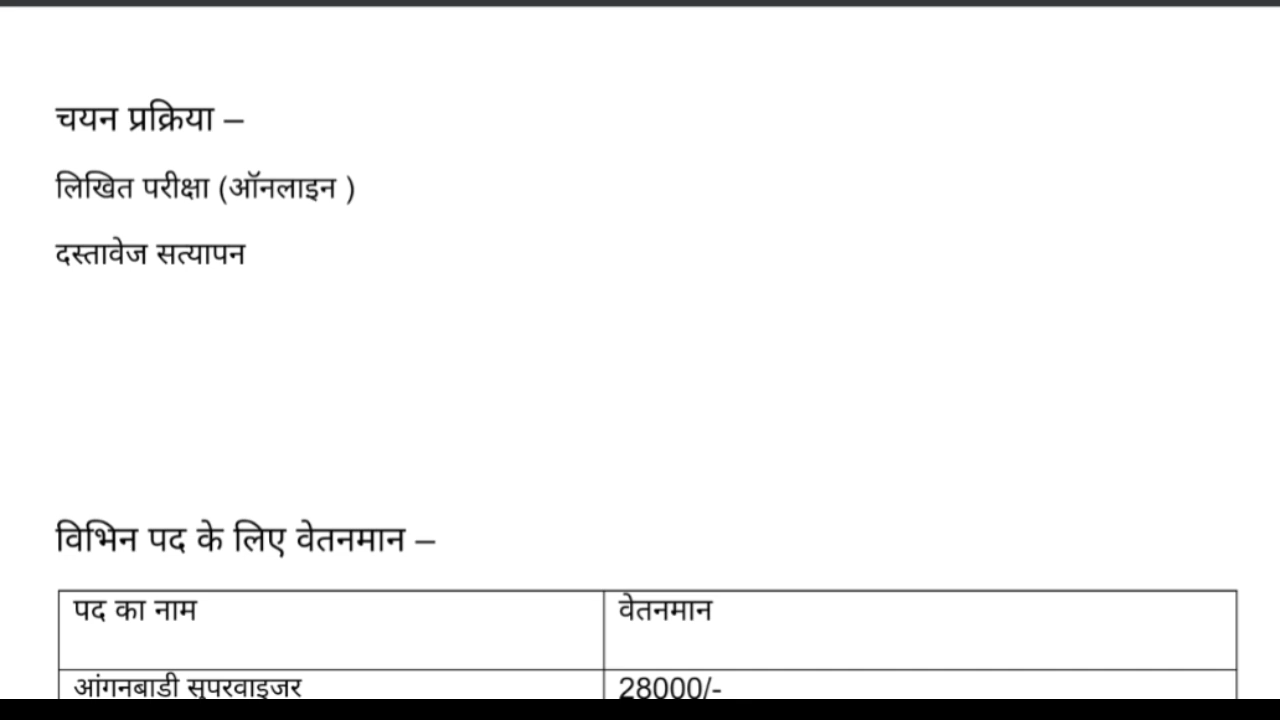 चयन प्रक्रिया –
लिखित परीक्षा (ऑनलाइन )
दस्तावेज सत्यापन
विभिन पद के लिए वेतनमान –
पद का नाम वेतनमान
आंगनबाडी सुपरवाइजर 28000/-